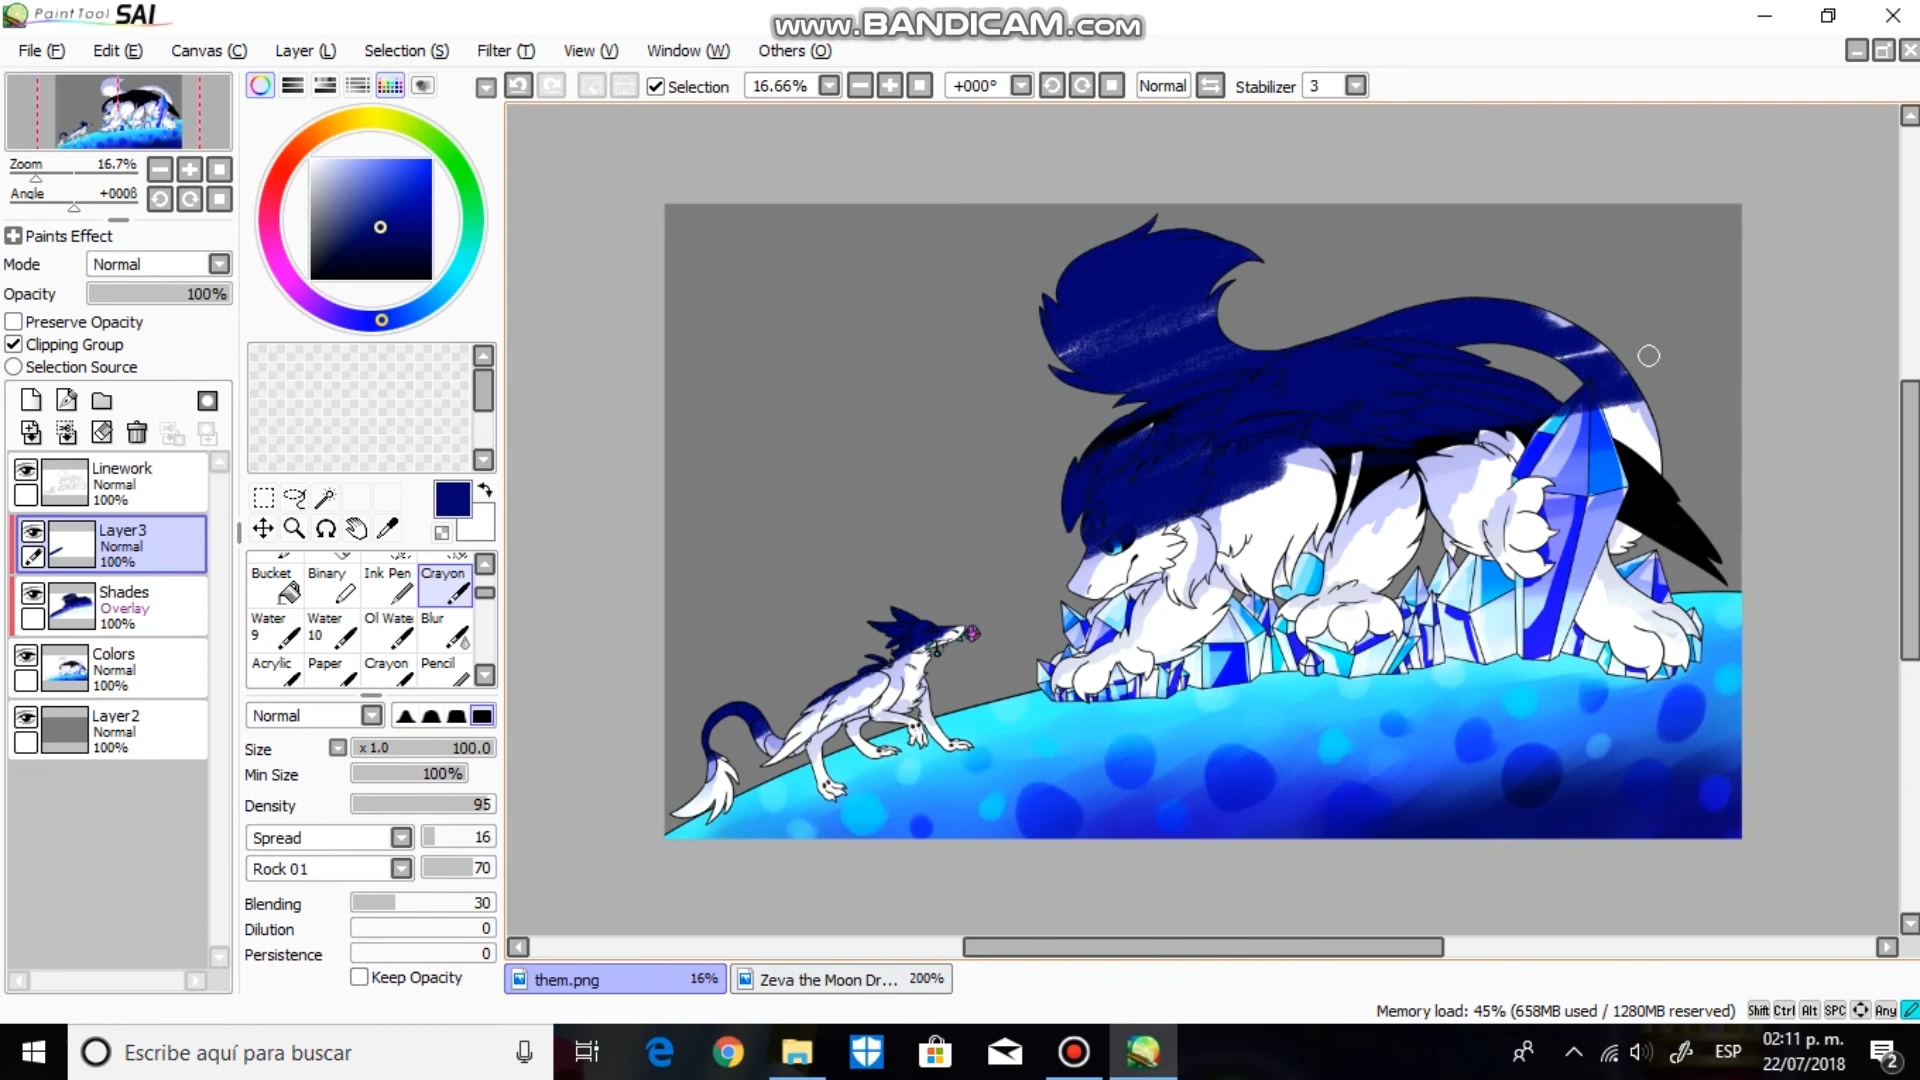 PaintTool SAI
www.BANDICAM.com
File (F) Edit (E) Canvas (C) Layer (L) Selection (S) Filter (T) View (V) Window (W) Others (O)
Selection 16.66% +000° Normal Stabilizer 3
Zoom 16.7%
Angle +000ß
Paints Effect
Mode Normal
Opacity 100%
Preserve Opacity
Clipping Group
Selection Source
Linework
Normal
100%
Layer3
Normal
100%
Shades
Overlay
100%
Colors
Normal
100%
Layer2
Normal
100%
Bucket Binary Ink Pen Crayon
Water 9 Water 10 Ol Wate Blur
Acrylic Paper Crayon Pencil
Normal
Size x 1.0 100.0
Min Size 100%
Density 95
Spread 16
Rock 01 70
Blending 30
Dilution 0
Persistence 0
Keep Opacity
them.png 16% Zeva the Moon Dr... 200%
Memory load: 45% (658MB used / 1280MB reserved) Shift Ctrl Alt SPC Any
Escribe aquí para buscar
ESP
02:11 p. m.
22/07/2018
2